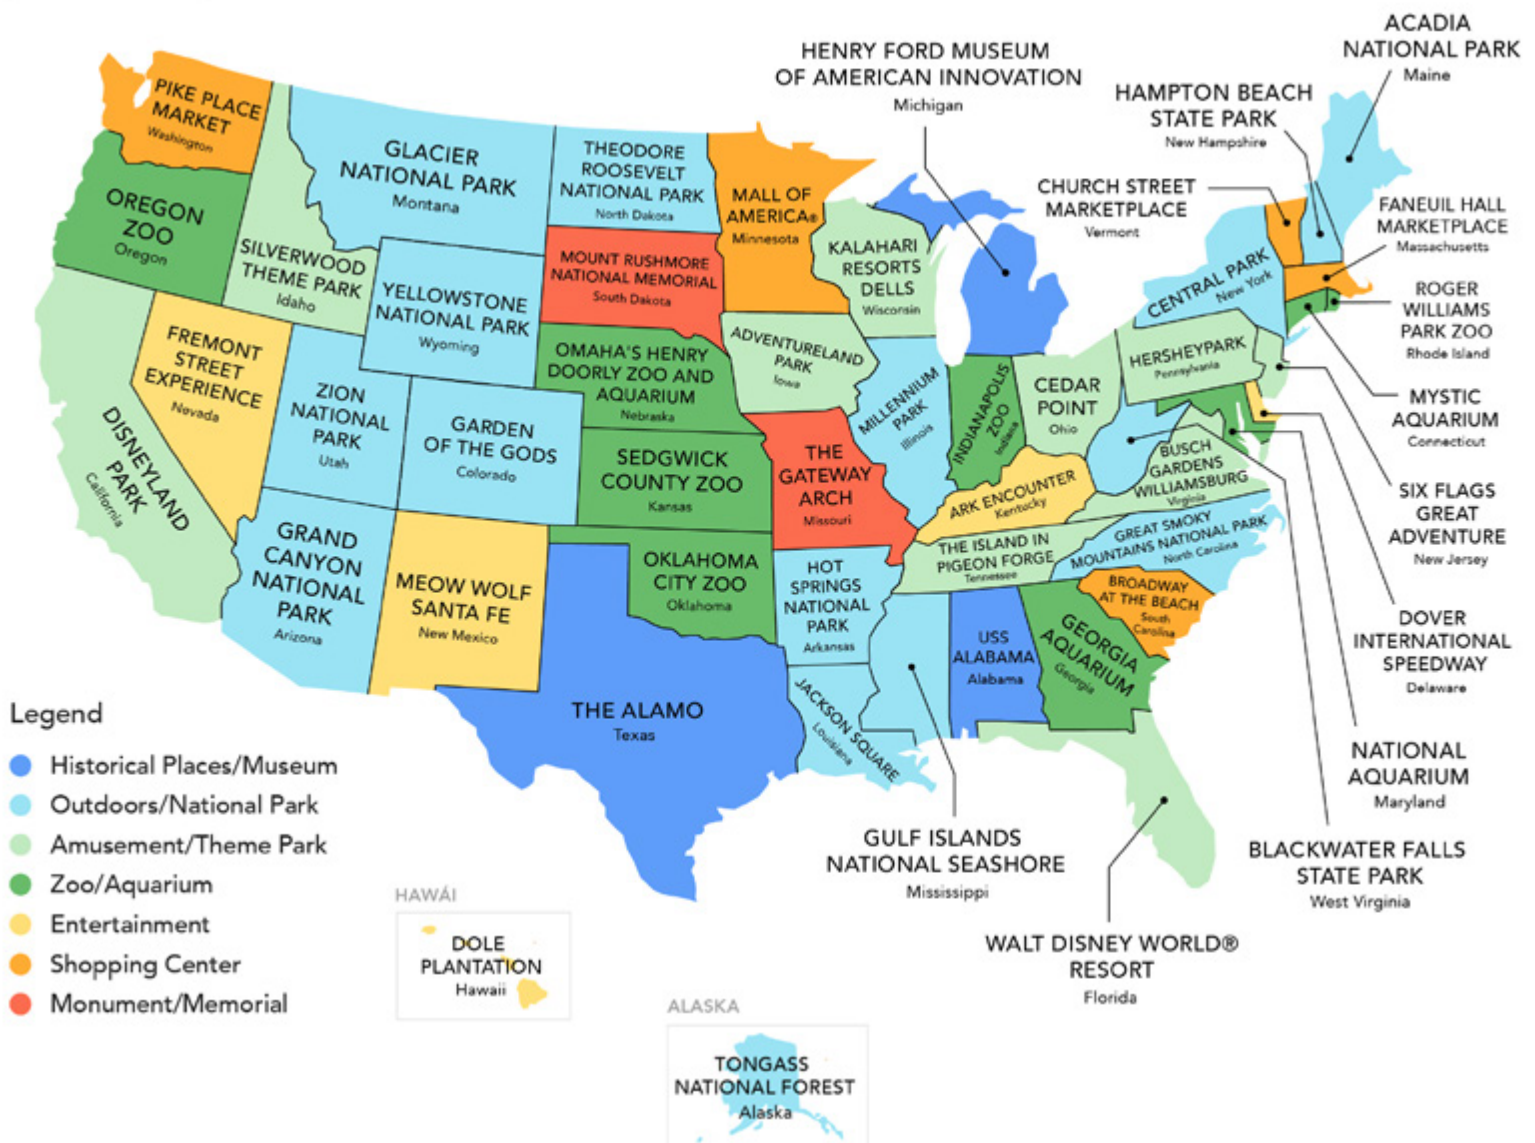 HENRY FORD MUSEUM
OF AMERICAN INNOVATION
Michigan
ACADIA
NATIONAL PARK
Maine
HAMPTON BEACH
STATE PARK
New Hampshire
CHURCH STREET
MARKETPLACE
Vermont
FANEUIL HALL
MARKETPLACE
Massachusetts
PIKE PLACE
MARKET
Washington
GLACIER
NATIONAL PARK
Montana
THEODORE
ROOSEVELT
NATIONAL PARK
North Dakota
MALL OF
AMERICA®
Minnesota
OREGON
ZOO
Oregon
SILVERWOOD
THEME PARK
Idaho
YELLOWSTONE
NATIONAL PARK
Wyoming
MOUNT RUSHMORE
NATIONAL MEMORIAL
South Dakota
KALAHARI
RESORTS
DELLS
Wisconsin
CENTRAL PARK
New York
ROGER
WILLIAMS
PARK ZOO
Rhode Island
FREMONT
STREET
EXPERIENCE
Nevada
ZION
NATIONAL
PARK
Utah
GARDEN
OF THE GODS
Colorado
OMAHA'S HENRY
DOORLY ZOO AND
AQUARIUM
Nebraska
ADVENTURELAND
PARK
Iowa
MILLENNIUM
PARK
Illinois
INDIANAPOLIS
ZOO
Indiana
CEDAR
POINT
Ohio
HERSHEYPARK
Pennsylvania
MYSTIC
AQUARIUM
Connecticut
DISNEYLAND
PARK
California
SEDGWICK
COUNTY ZOO
Kansas
THE
GATEWAY
ARCH
Missouri
ARK ENCOUNTER
Kentucky
BUSCH
GARDENS
WILLIAMSBURG
Virginia
SIX FLAGS
GREAT
ADVENTURE
New Jersey
GRAND
CANYON
NATIONAL
PARK
Arizona
MEOW WOLF
SANTA FE
New Mexico
OKLAHOMA
CITY ZOO
Oklahoma
HOT
SPRINGS
NATIONAL
PARK
Arkansas
THE ISLAND IN
PIGEON FORGE
Tennessee
GREAT SMOKY
MOUNTAINS NATIONAL PARK
North Carolina
BROADWAY
AT THE BEACH
South
Carolina
DOVER
INTERNATIONAL
SPEEDWAY
Delaware
THE ALAMO
Texas
JACKSON SQUARE
Louisiana
USS
ALABAMA
Alabama
GEORGIA
AQUARIUM
Georgia
NATIONAL
AQUARIUM
Maryland
GULF ISLANDS
NATIONAL SEASHORE
Mississippi
BLACKWATER FALLS
STATE PARK
West Virginia
WALT DISNEY WORLD®
RESORT
Florida
Legend
Historical Places/Museum
Outdoors/National Park
Amusement/Theme Park
Zoo/Aquarium
Entertainment
Shopping Center
Monument/Memorial
HAWÁI
DOLE
PLANTATION
Hawaii
ALASKA
TONGASS
NATIONAL FOREST
Alaska